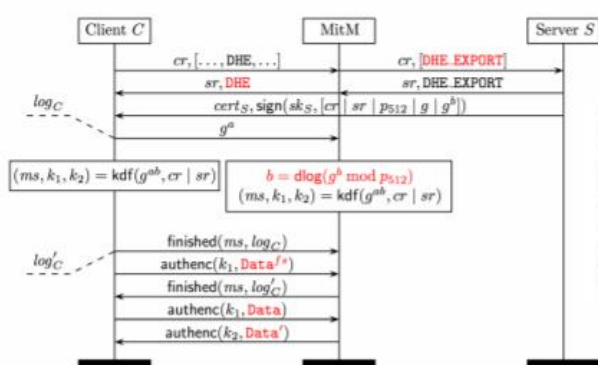 Client C MitM Server S
cr, [..., DHE, ...] cr, [DHE_EXPORT]
sr, DHE sr, DHE_EXPORT
log_C cert_S, sign(sk_S, [cr | sr | p_512 | g | g^b])
g^a
(ms, k_1, k_2) = kdf(g^ab, cr | sr) b = dlog(g^b mod p_512)
(ms, k_1, k_2) = kdf(g^ab, cr | sr)
finished(ms, log_C)
log'_C authenc(k_1, Data^fs)
finished(ms, log'_C)
authenc(k_1, Data)
authenc(k_2, Data')